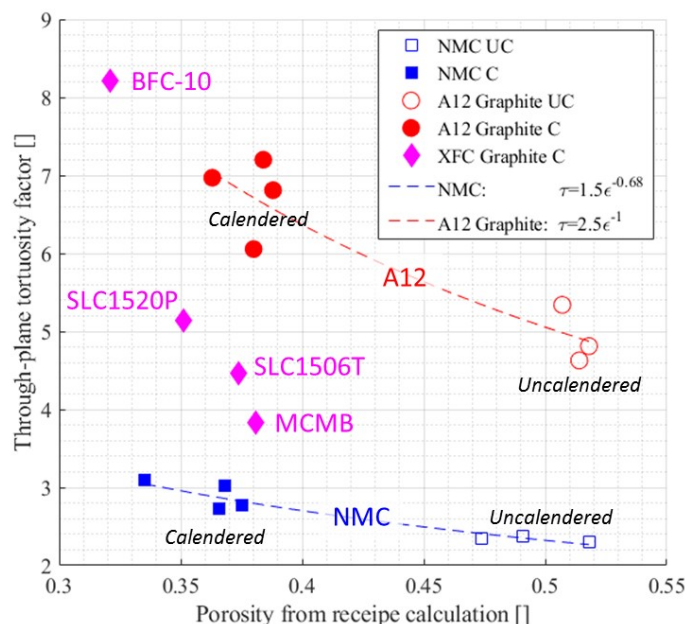 9
8
7
6
5
4
3
2
0.3
0.35
0.4
0.45
0.5
0.55
Through-plane tortuosity factor []
Porosity from receipe calculation []
NMC UC
NMC C
A12 Graphite UC
A12 Graphite C
XFC Graphite C
NMC: τ=1.5ϵ^-0.68
A12 Graphite: τ=2.5ϵ^-1
BFC-10
Calendered
A12
SLC1520P
SLC1506T
Uncalendered
MCMB
NMC
Uncalendered
Calendered